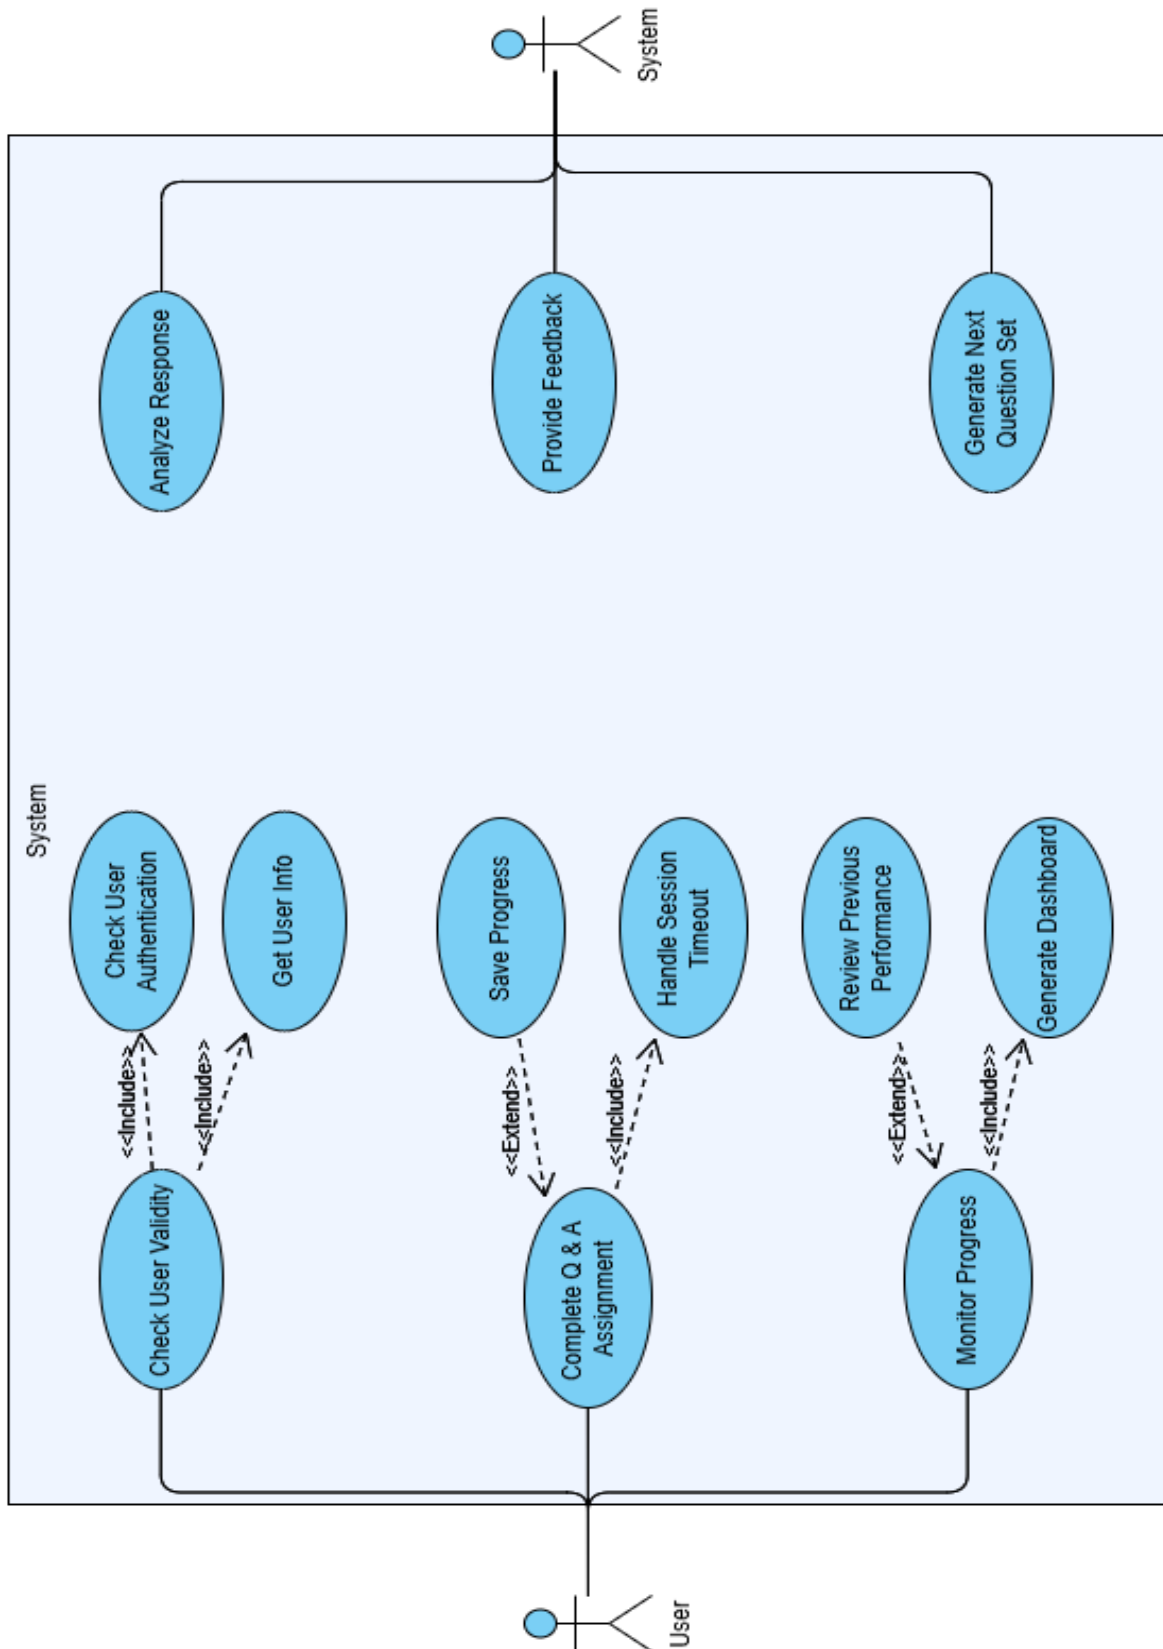 System
User
System
Check User Validity
<<Include>>
Check User
Authentication
<<Include>>
Get User Info
Analyze Response
Complete Q & A
Assignment
<<Extend>>
Save Progress
<<Include>>
Handle Session
Timeout
Provide Feedback
Monitor Progress
<<Extend>>
Review Previous
Performance
<<Include>>
Generate Dashboard
Generate Next
Question Set